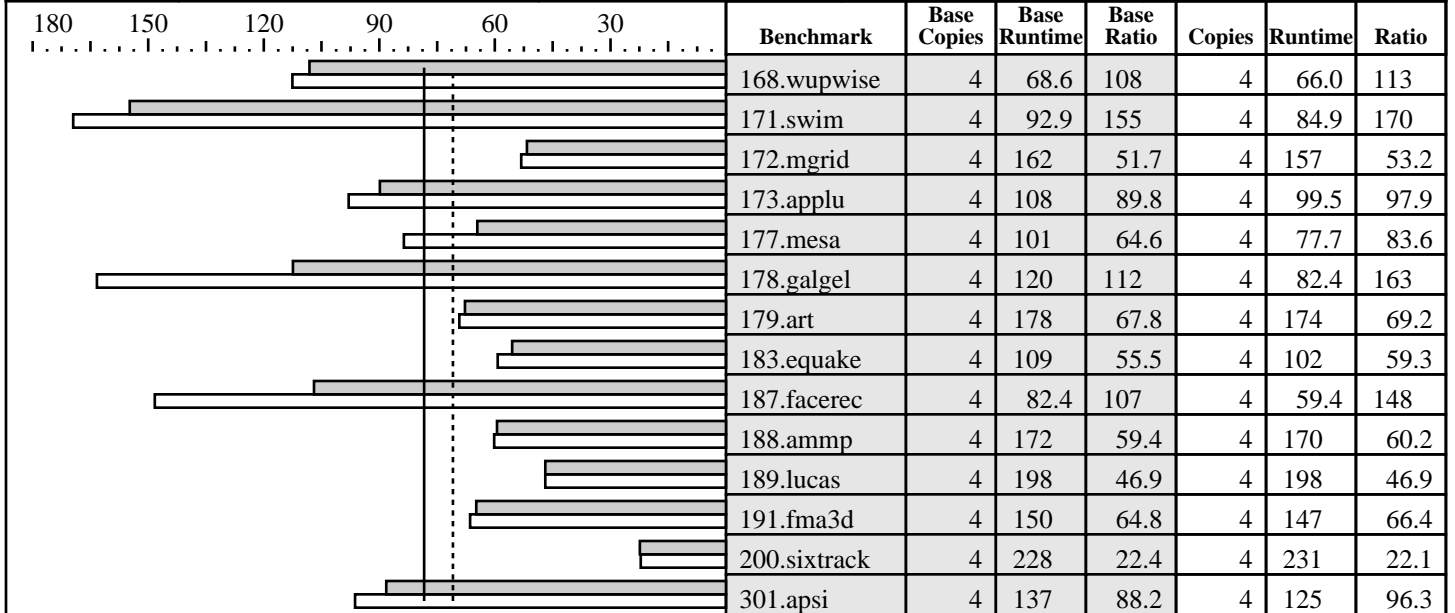 180 150 120 90 60 30
Benchmark Base Copies Base Runtime Base Ratio Copies Runtime Ratio
168.wupwise 4 68.6 108 4 66.0 113
171.swim 4 92.9 155 4 84.9 170
172.mgrid 4 162 51.7 4 157 53.2
173.applu 4 108 89.8 4 99.5 97.9
177.mesa 4 101 64.6 4 77.7 83.6
178.galgel 4 120 112 4 82.4 163
179.art 4 178 67.8 4 174 69.2
183.equake 4 109 55.5 4 102 59.3
187.facerec 4 82.4 107 4 59.4 148
188.ammp 4 172 59.4 4 170 60.2
189.lucas 4 198 46.9 4 198 46.9
191.fma3d 4 150 64.8 4 147 66.4
200.sixtrack 4 228 22.4 4 231 22.1
301.apsi 4 137 88.2 4 125 96.3